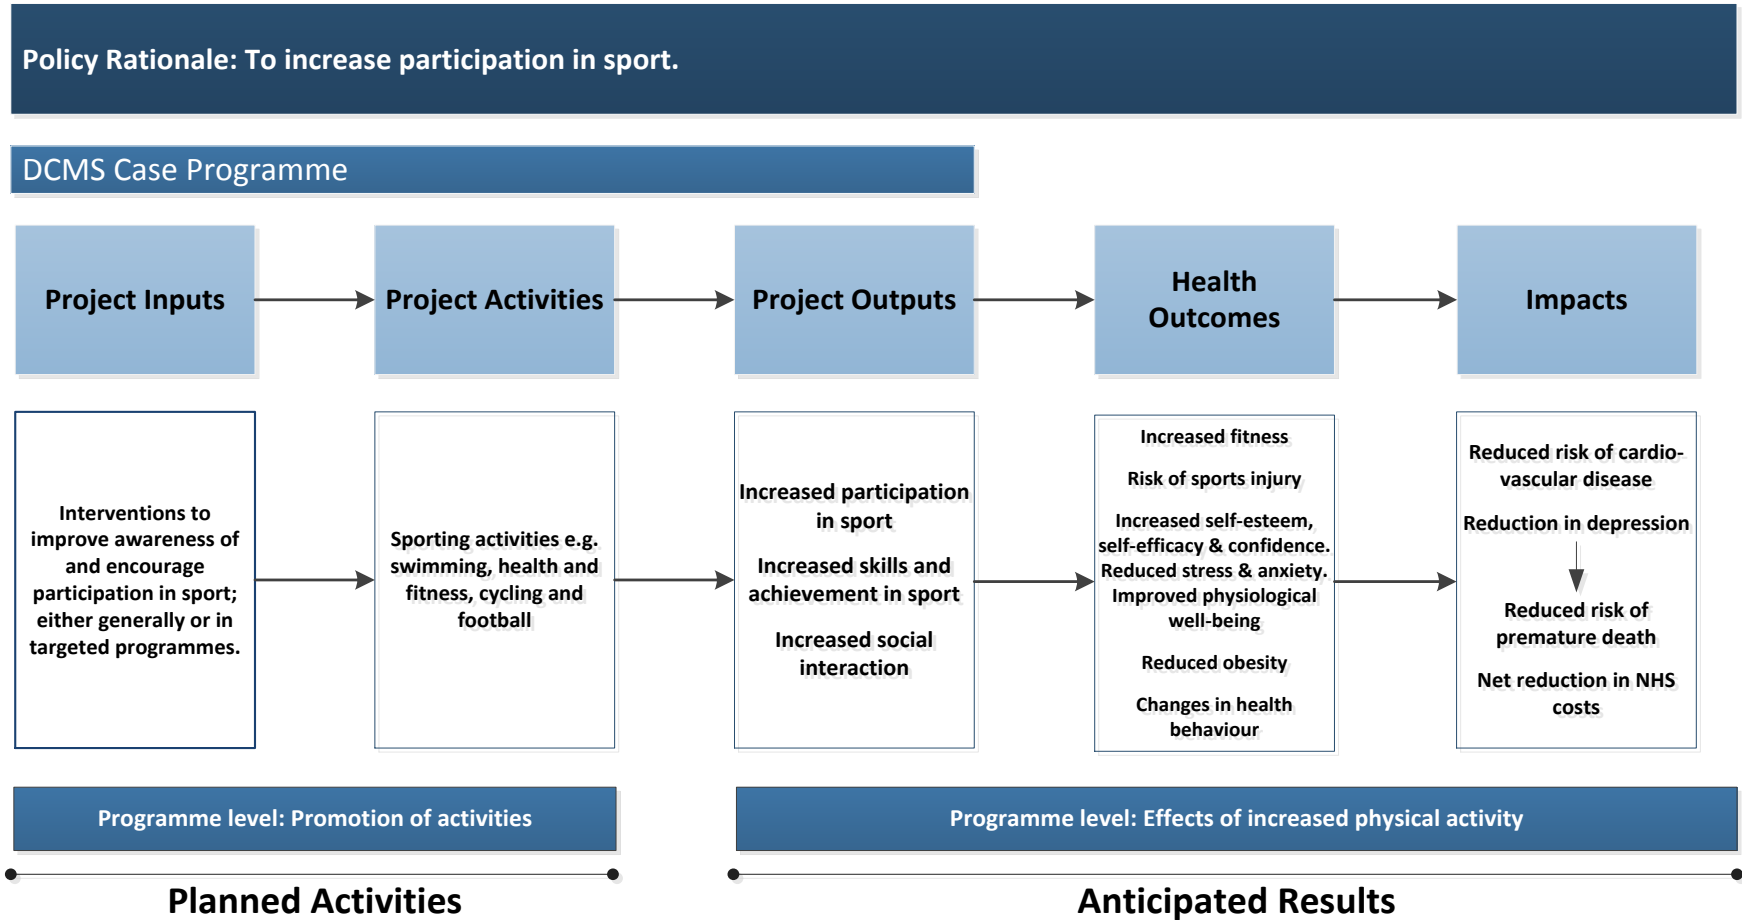 Policy Rationale: To increase participation in sport.
DCMS Case Programme
Project Inputs
Project Activities
Project Outputs
Health
Outcomes
Impacts
Interventions to
improve awareness of
and encourage
participation in sport;
either generally or in
targeted programmes.
Sporting activities e.g.
swimming, health and
fitness, cycling and
football
Increased participation
in sport
Increased skills and
achievement in sport
Increased social
interaction
Increased fitness
Risk of sports injury
Increased self-esteem,
self-efficacy & confidence.
Reduced stress & anxiety.
Improved physiological
well-being
Reduced obesity
Changes in health
behaviour
Reduced risk of cardio-
vascular disease
Reduction in depression
Reduced risk of
premature death
Net reduction in NHS
costs
Programme level: Promotion of activities
Programme level: Effects of increased physical activity
Planned Activities
Anticipated Results